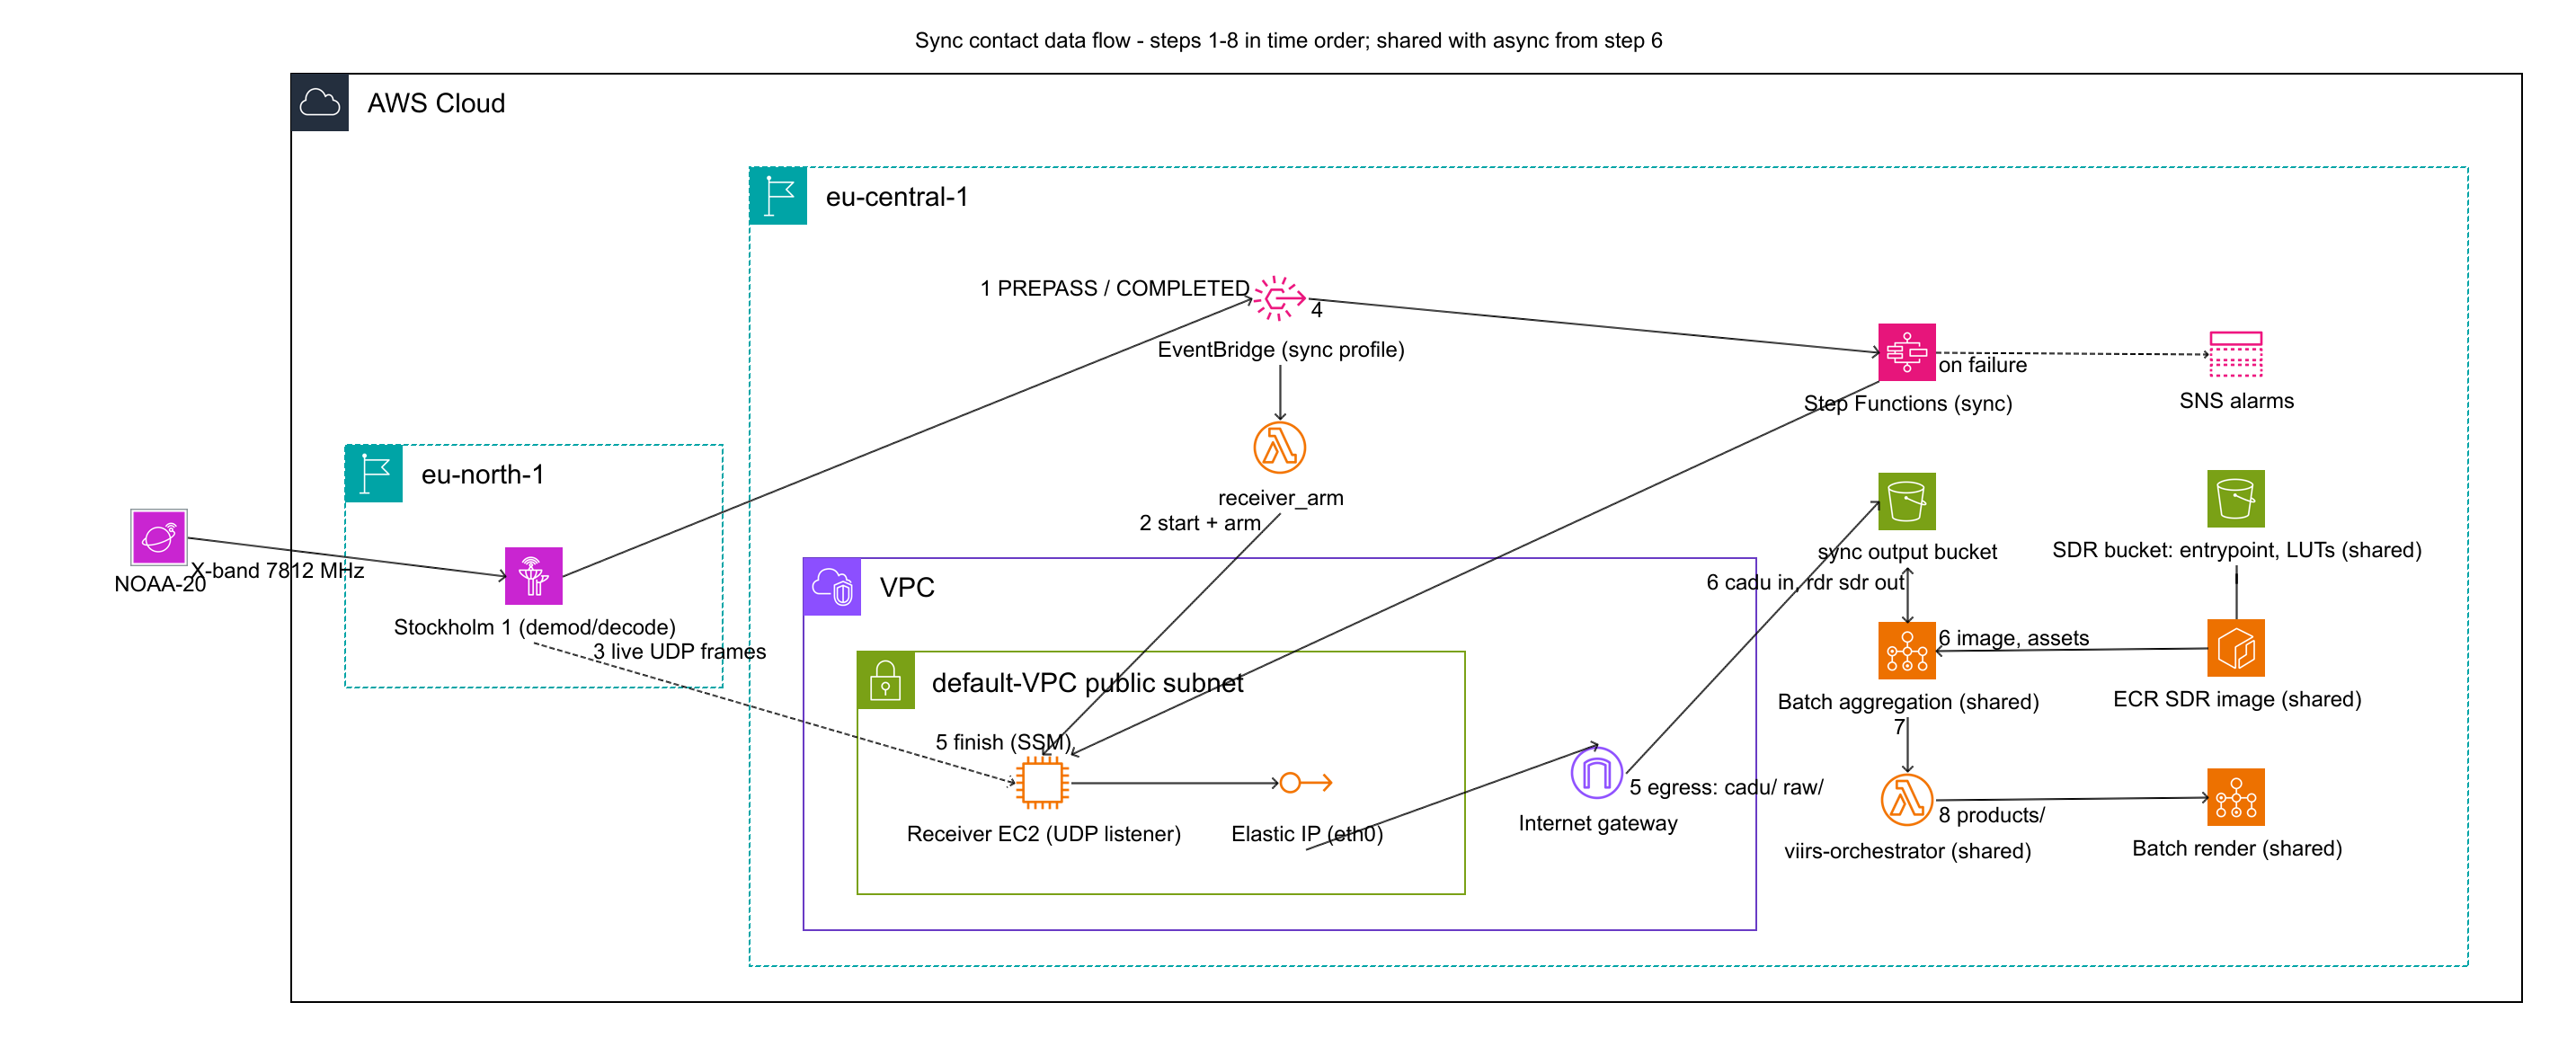 Sync contact data flow - steps 1-8 in time order; shared with async from step 6
AWS Cloud
eu-central-1
1 PREPASS / COMPLETED
4
EventBridge (sync profile)
on failure
Step Functions (sync)
SNS alarms
eu-north-1
receiver_arm
2 start + arm
NOAA-20
X-band 7812 MHz
Stockholm 1 (demod/decode)
3 live UDP frames
sync output bucket
SDR bucket: entrypoint, LUTs (shared)
VPC
6 cadu in, rdr sdr out
6 image, assets
default-VPC public subnet
Batch aggregation (shared)
ECR SDR image (shared)
7
5 finish (SSM)
5 egress: cadu/ raw/
Receiver EC2 (UDP listener)
Elastic IP (eth0)
Internet gateway
8 products/
viirs-orchestrator (shared)
Batch render (shared)